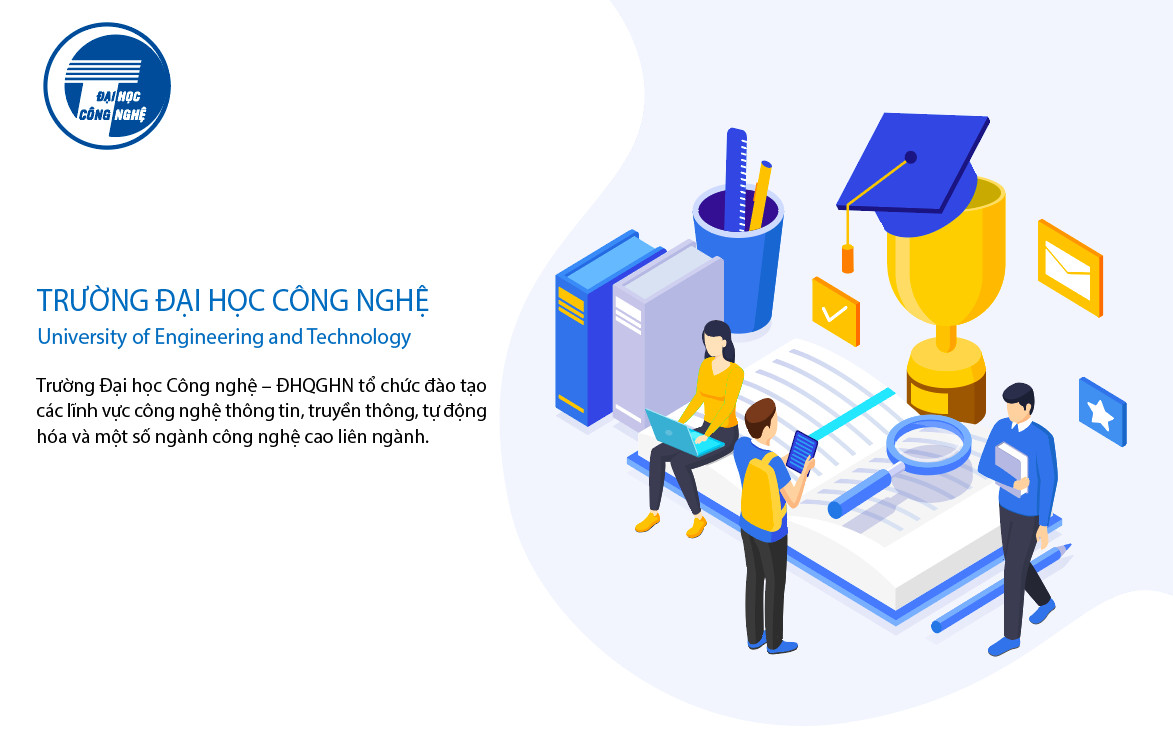 ĐẠI HỌC
CÔNG NGHỆ
TRƯỜNG ĐẠI HỌC CÔNG NGHỆ
University of Engineering and Technology
Trường Đại học Công nghệ – ĐHQGHN tổ chức đào tạo
các lĩnh vực công nghệ thông tin, truyền thông, tự động
hóa và một số ngành công nghệ cao liên ngành.